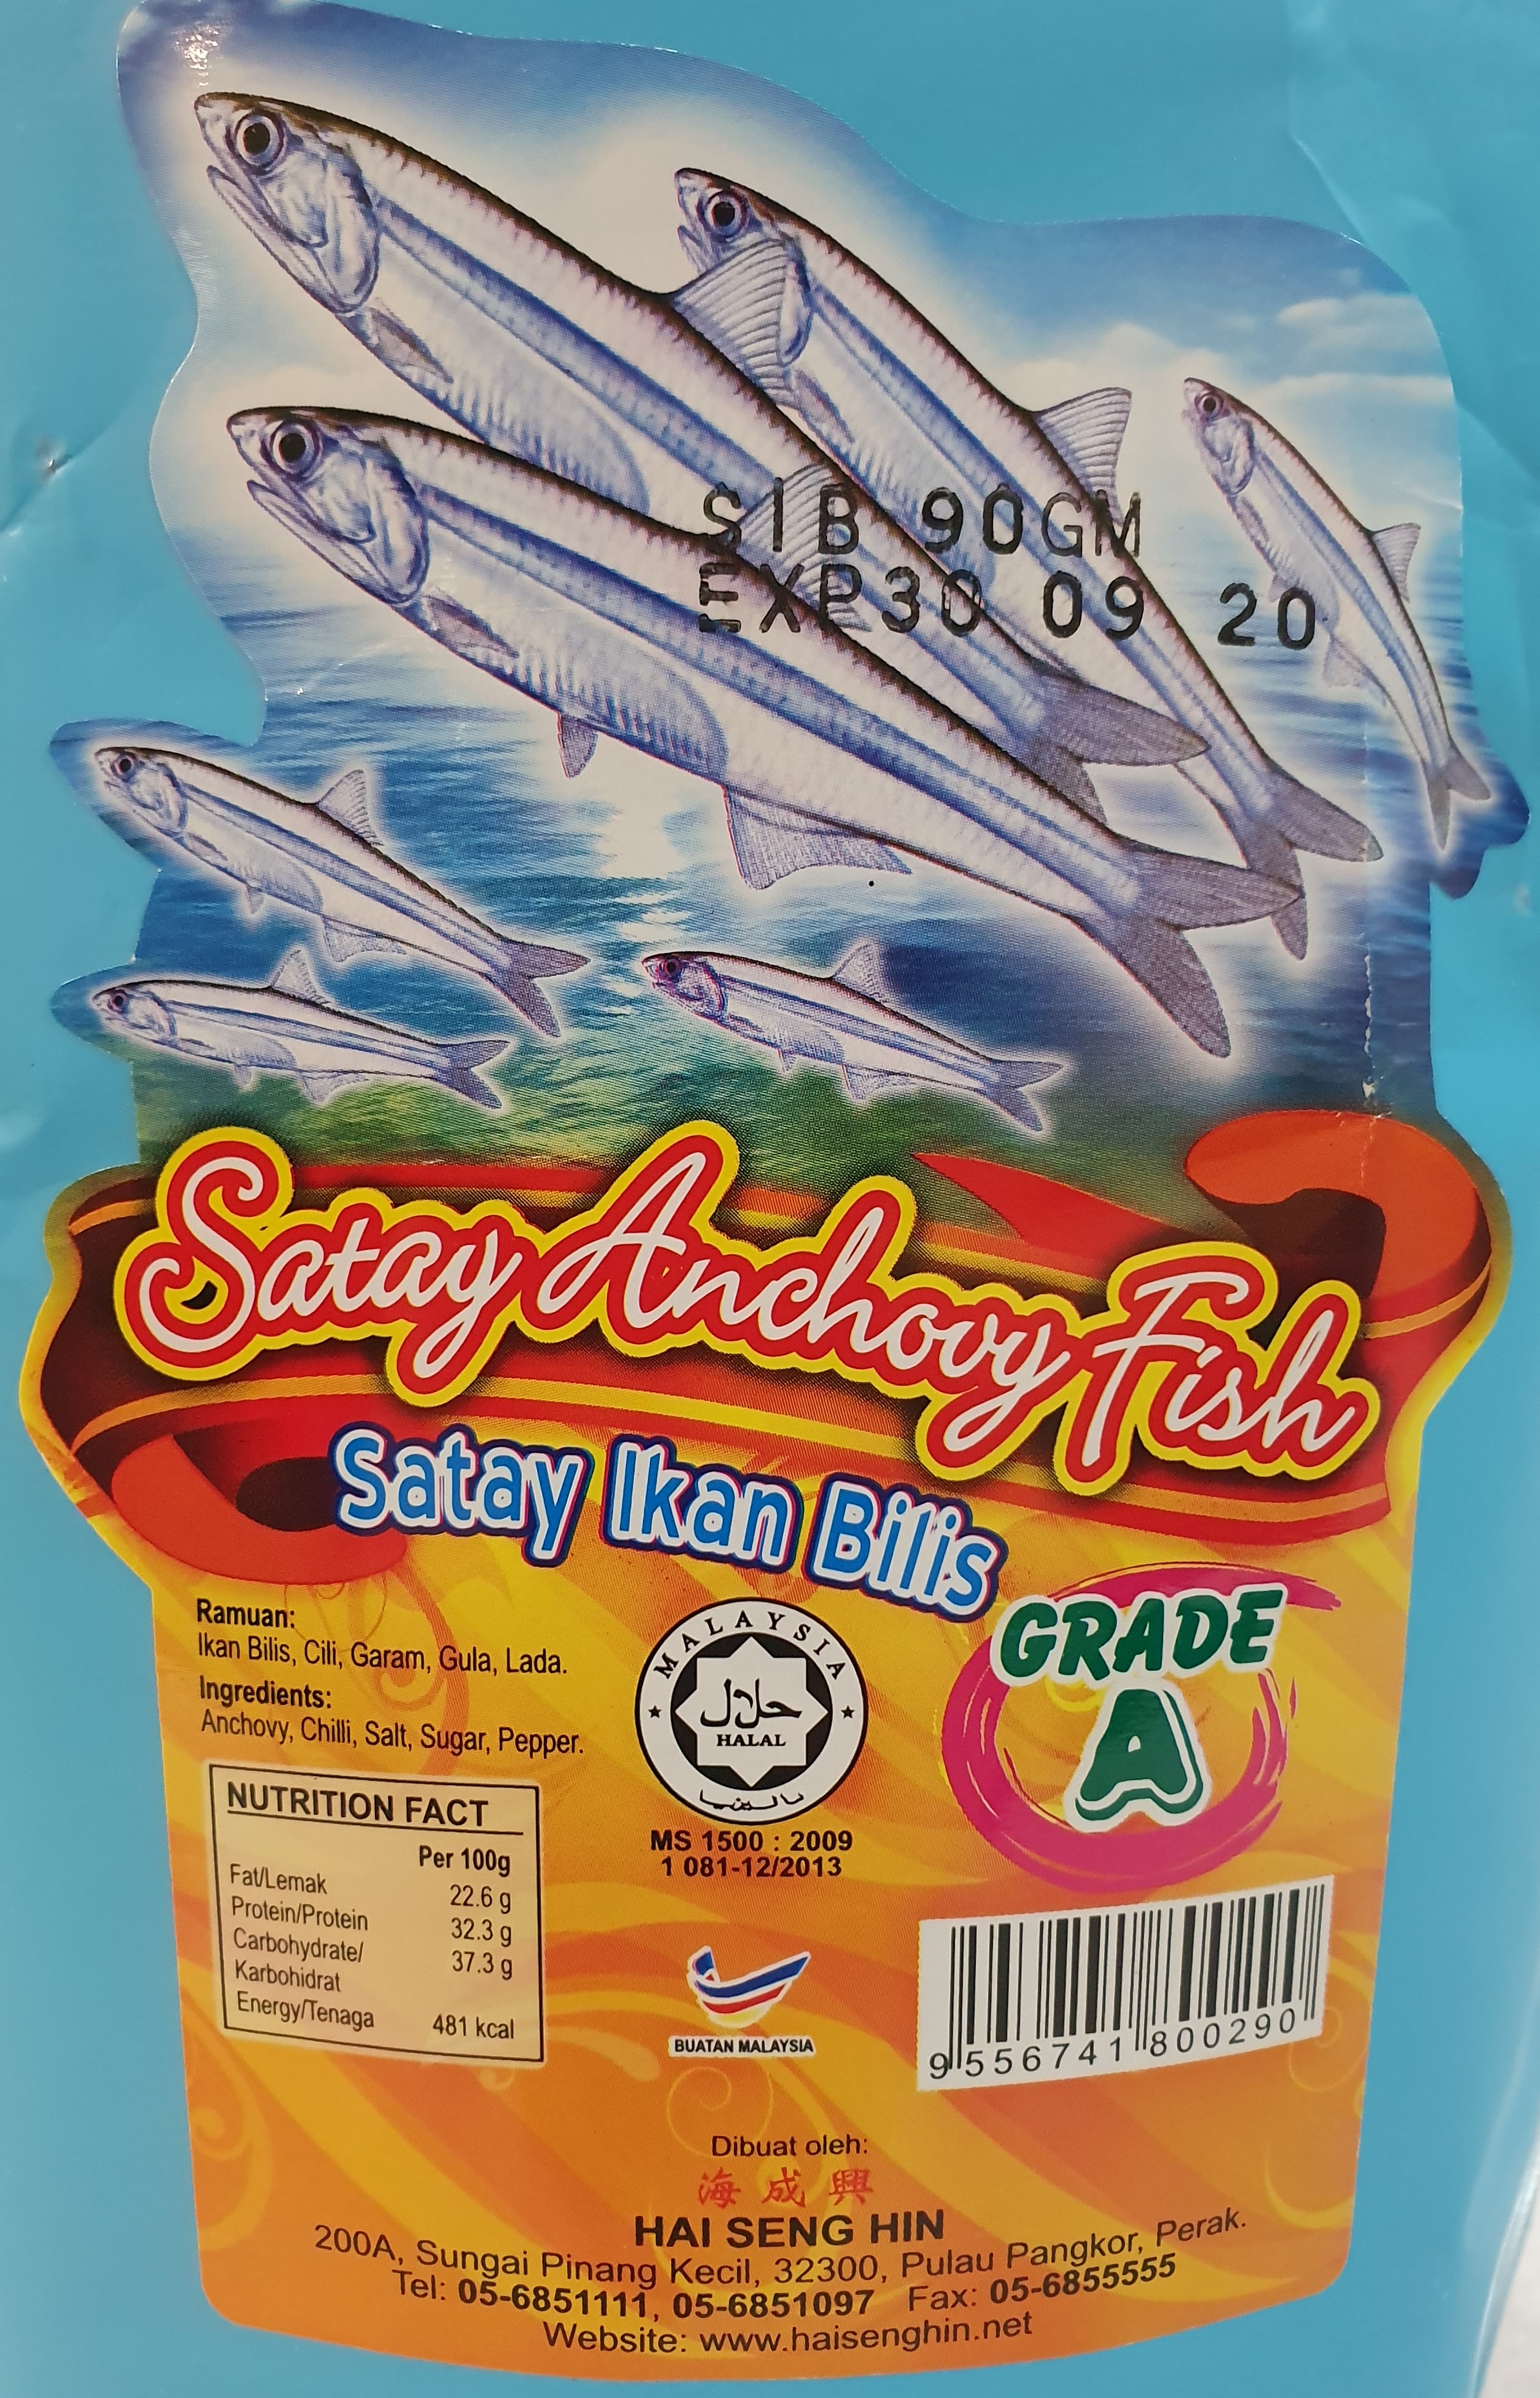 SIB 90GM
EXP30 09 20
Satay Anchovy Fish
Satay Ikan Bilis
GRADE
A
Ramuan:
Ikan Bilis, Cili, Garam, Gula, Lada.
Ingredients:
Anchovy, Chilli, Salt, Sugar, Pepper.
MALAYSIA
حلال
HALAL
مليسيا
MS 1500 : 2009
1 081-12/2013
NUTRITION FACT
Per 100g
Fat/Lemak 22.6 g
Protein/Protein 32.3 g
Carbohydrate/ 37.3 g
Karbohidrat
Energy/Tenaga 481 kcal
BUATAN MALAYSIA
9 556741 800290
Dibuat oleh:
海成興
HAI SENG HIN
200A, Sungai Pinang Kecil, 32300, Pulau Pangkor, Perak.
Tel: 05-6851111, 05-6851097 Fax: 05-6855555
Website: www.haisenghin.net